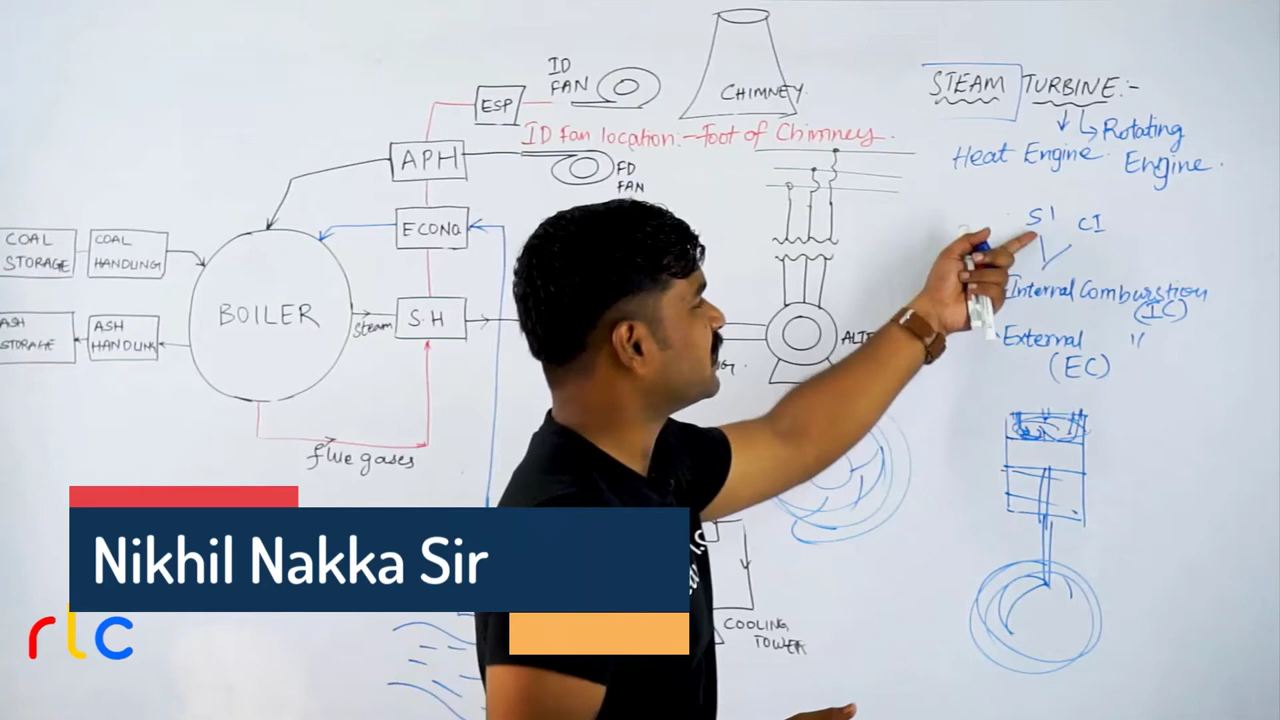 ID
FAN
ESP
CHIMNEY
ID Fan location:-Foot of Chimney.
APH
FD
FAN
ECONO
COAL
STORAGE
COAL
HANDLING
BOILER
steam
S.H
ASH
STORAGE
ASH
HANDLING
flue gases
STEAM TURBINE:-
Heat Engine.
Rotating
Engine.
SI
CI
Internal Comburstion
(IC)
External "
(EC)
COOLING
TOWER
Nikhil Nakka Sir
rlc